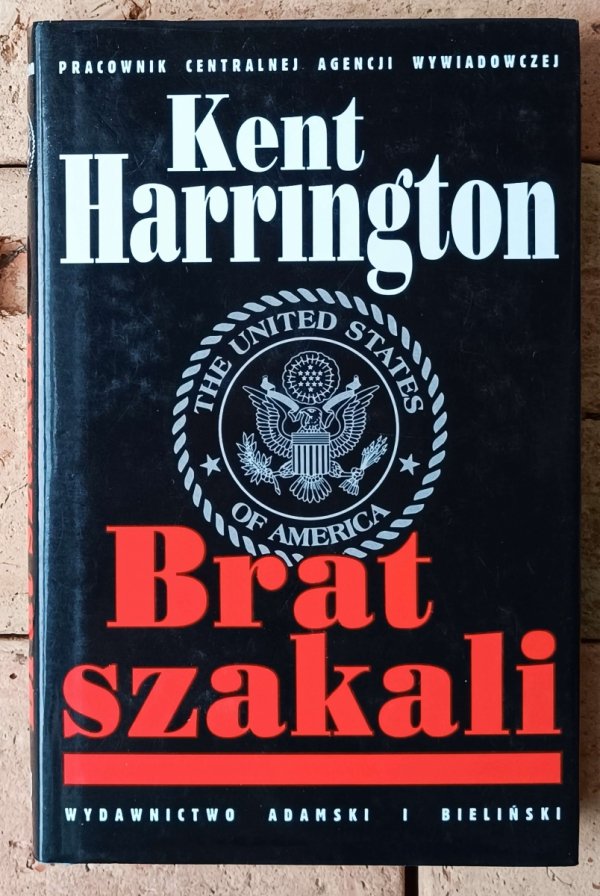 PRACOWNIK CENTRALNEJ AGENCJI WYWIADOWCZEJ
Kent
Harrington
THE UNITED STATES
OF AMERICA
Brat
szakali
WYDAWNICTWO ADAMSKI I BIELIŃSKI